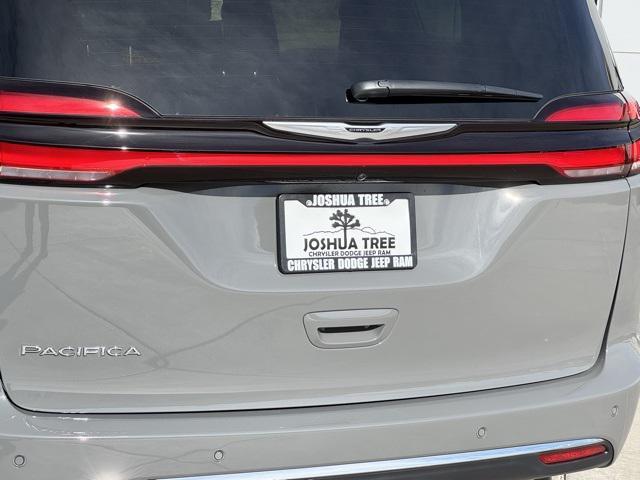 CHRYSLER
JOSHUA TREE
JOSHUA TREE
CHRYSLER DODGE JEEP RAM
CHRYSLER DODGE JEEP RAM
PACIFICA